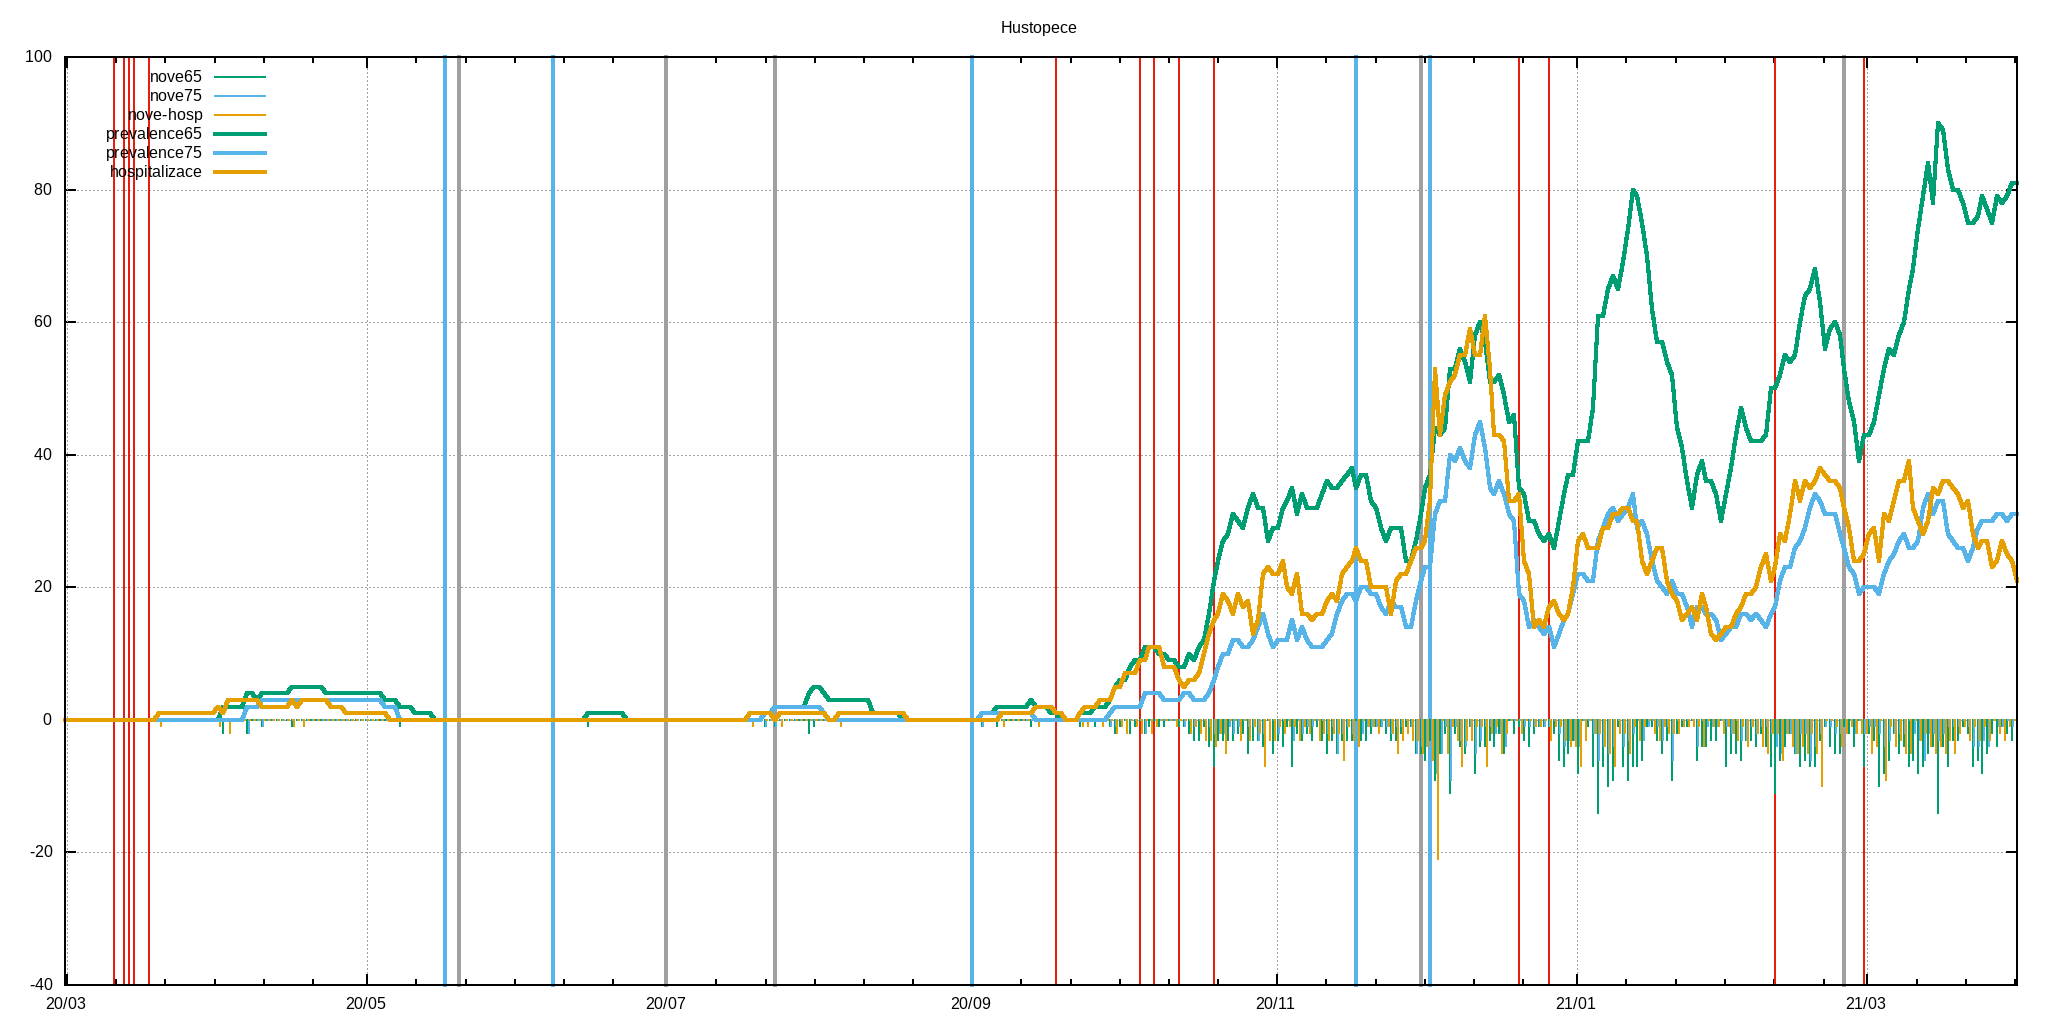 Hustopece
100
80
60
40
20
0
-20
-40
nove65
nove75
nove-hosp
prevalence65
prevalence75
hospitalizace
20/03 20/05 20/07 20/09 20/11 21/01 21/03